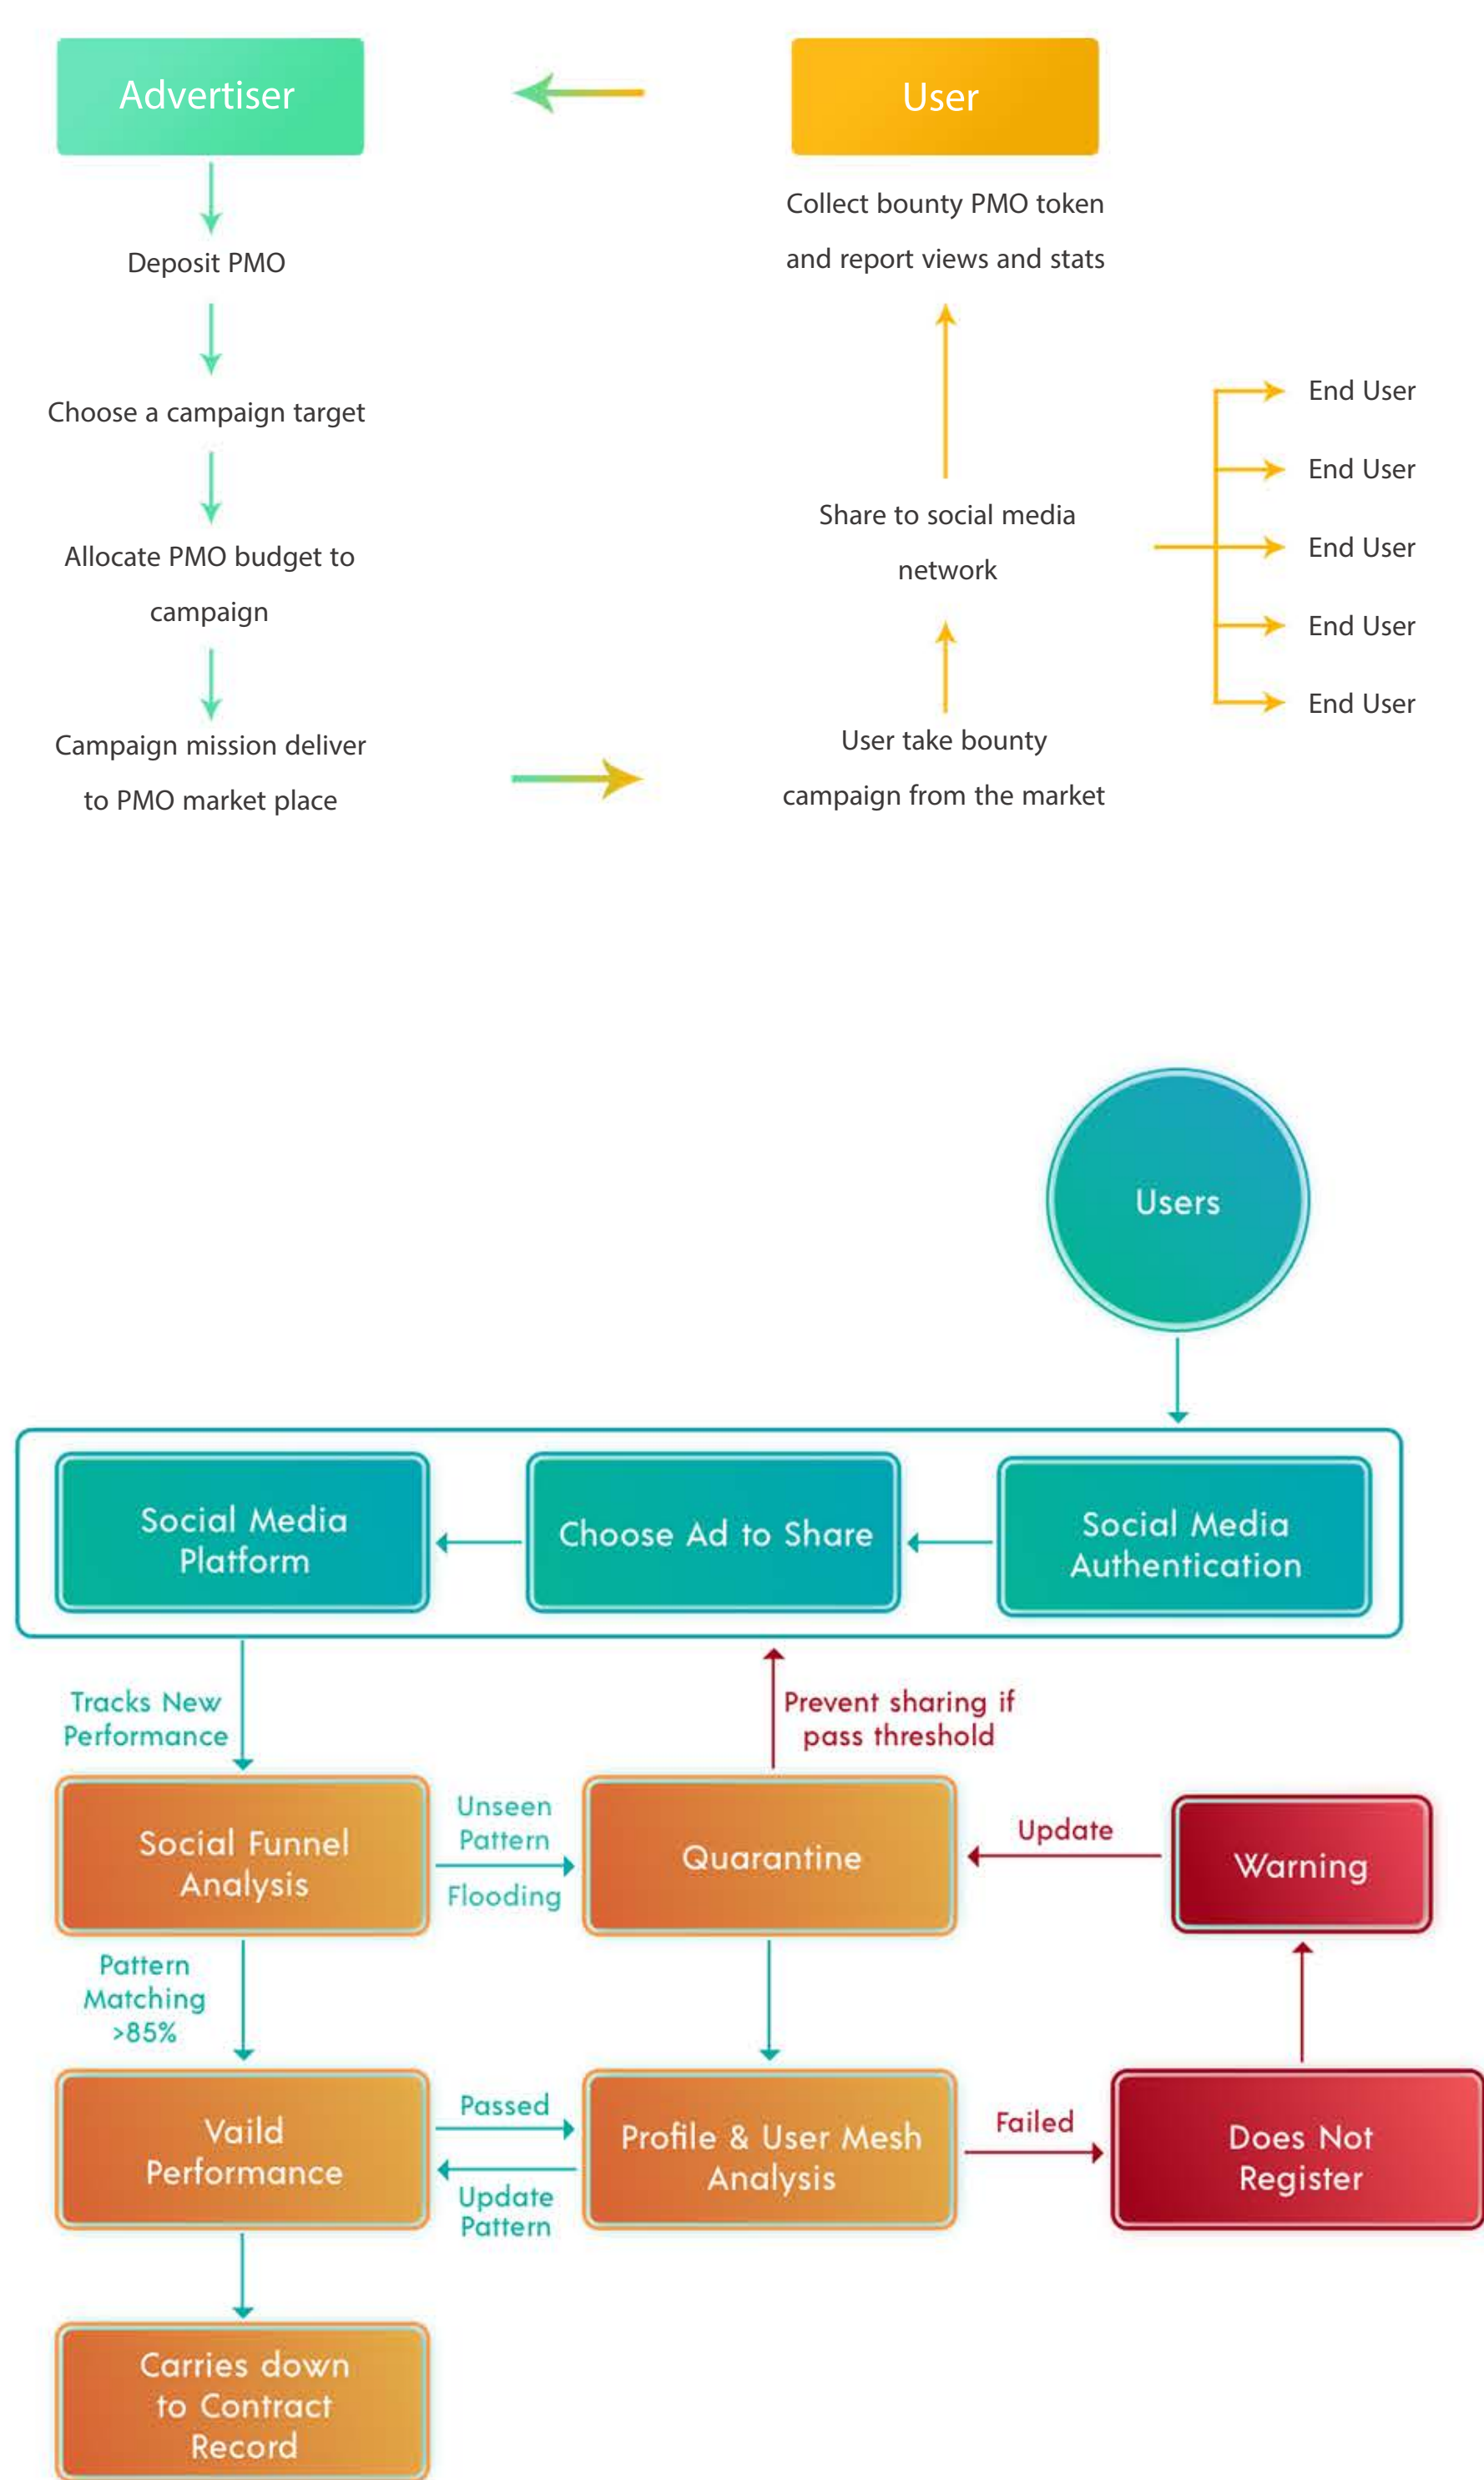 Advertiser
User
Deposit PMO
Choose a campaign target
Allocate PMO budget to
campaign
Campaign mission deliver
to PMO market place
Collect bounty PMO token
and report views and stats
Share to social media
network
User take bounty
campaign from the market
End User
End User
End User
End User
End User
Users
Social Media
Platform
Choose Ad to Share
Social Media
Authentication
Tracks New
Performance
Prevent sharing if
pass threshold
Social Funnel
Analysis
Unseen
Pattern
Flooding
Quarantine
Update
Warning
Pattern
Matching
>85%
Vaild
Performance
Passed
Update
Pattern
Profile & User Mesh
Analysis
Failed
Does Not
Register
Carries down
to Contract
Record